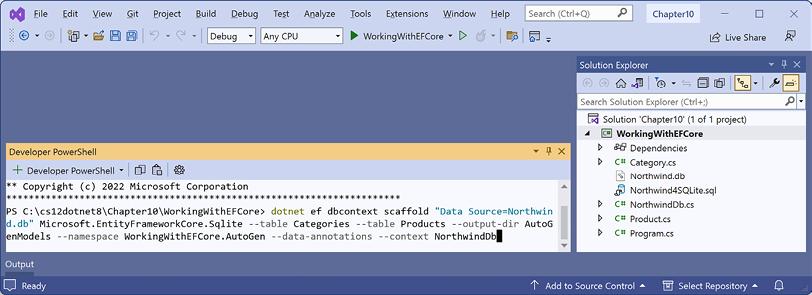 File Edit View Git Project Build Debug Test Analyze Tools Extensions Window Help Search (Ctrl+Q) Chapter10
Debug Any CPU WorkingWithEFCore Live Share
Solution Explorer
Search Solution Explorer (Ctrl+;)
Solution 'Chapter10' (1 of 1 project)
WorkingWithEFCore
Dependencies
Category.cs
Northwind.db
Northwind4SQLite.sql
NorthwindDb.cs
Product.cs
Program.cs
Developer PowerShell
Developer PowerShell
** Copyright (c) 2022 Microsoft Corporation
**********************************************************************
PS C:\cs12dotnet8\Chapter10\WorkingWithEFCore> dotnet ef dbcontext scaffold "Data Source=Northwin
d.db" Microsoft.EntityFrameworkCore.Sqlite --table Categories --table Products --output-dir AutoG
enModels --namespace WorkingWithEFCore.AutoGen --data-annotations --context NorthwindDb
Output
Ready Add to Source Control Select Repository